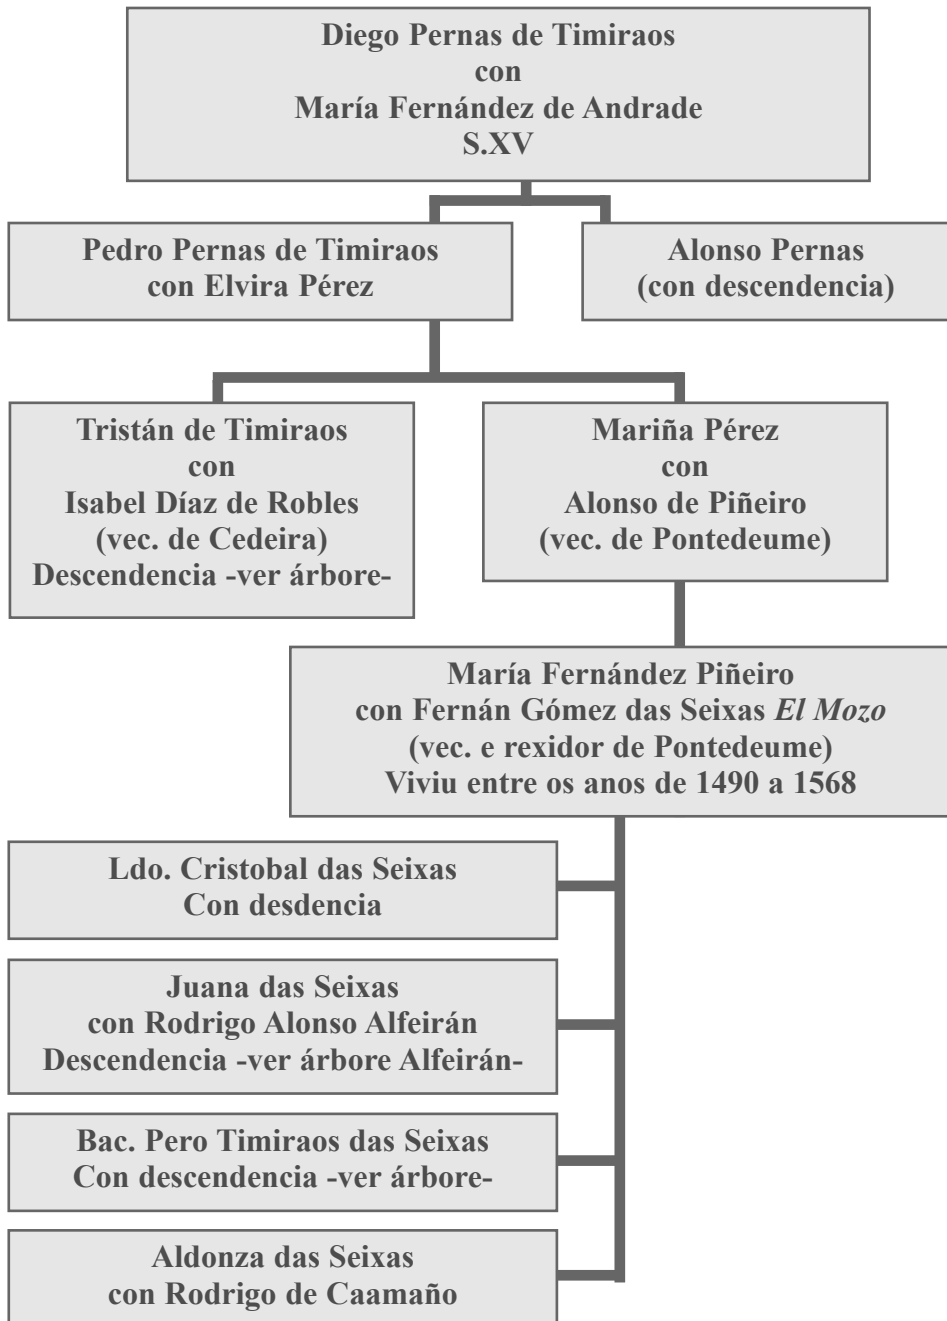 Diego Pernas de Timiraos
con
María Fernández de Andrade
S.XV
Pedro Pernas de Timiraos
con Elvira Pérez
Alonso Pernas
(con descendencia)
Tristán de Timiraos
con
Isabel Díaz de Robles
(vec. de Cedeira)
Descendencia -ver árbore-
Mariña Pérez
con
Alonso de Piñeiro
(vec. de Pontedeume)
María Fernández Piñeiro
con Fernán Gómez das Seixas El Mozo
(vec. e rexidor de Pontedeume)
Viviu entre os anos de 1490 a 1568
Ldo. Cristobal das Seixas
Con desdencia
Juana das Seixas
con Rodrigo Alonso Alfeirán
Descendencia -ver árbore Alfeirán-
Bac. Pero Timiraos das Seixas
Con descendencia -ver árbore-
Aldonza das Seixas
con Rodrigo de Caamaño